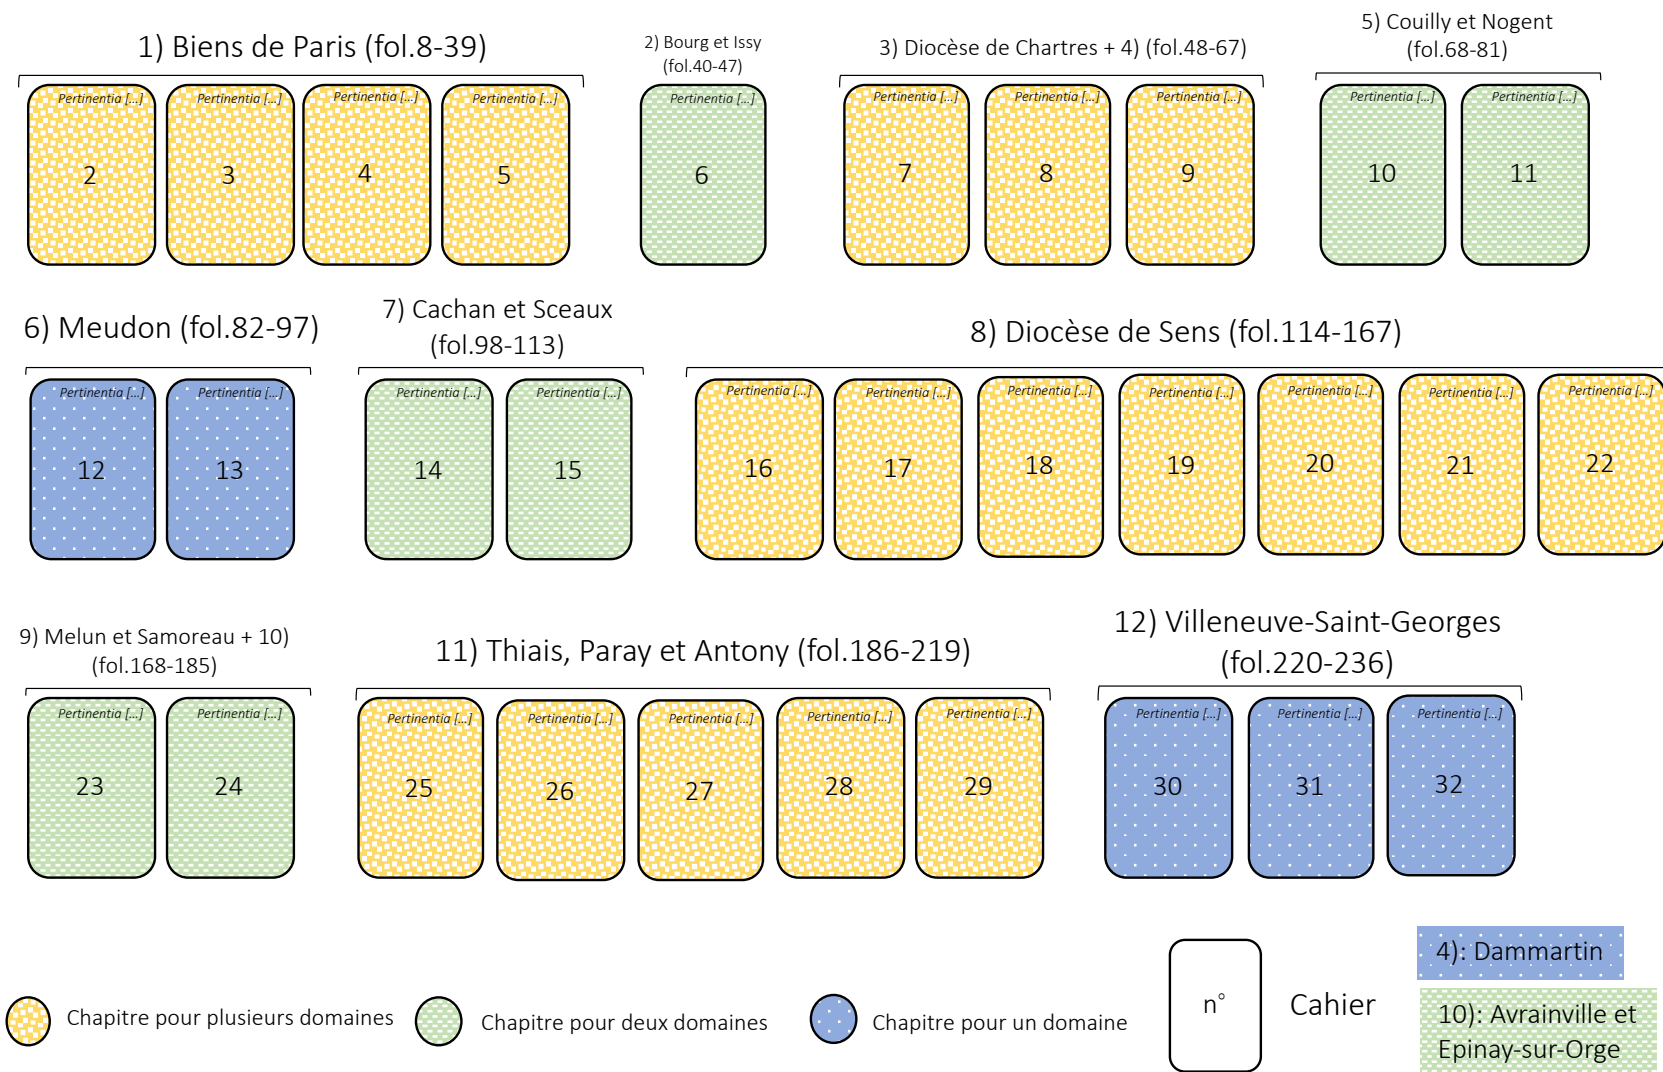 1) Biens de Paris (fol.8-39)
2) Bourg et Issy
(fol.40-47)
3) Diocèse de Chartres + 4) (fol.48-67)
5) Couilly et Nogent
(fol.68-81)
Pertinentia [...]
2
Pertinentia [...]
3
Pertinentia [...]
4
Pertinentia [...]
5
Pertinentia [...]
6
Pertinentia [...]
7
Pertinentia [...]
8
Pertinentia [...]
9
Pertinentia [...]
10
Pertinentia [...]
11
6) Meudon (fol.82-97)
7) Cachan et Sceaux
(fol.98-113)
8) Diocèse de Sens (fol.114-167)
Pertinentia [...]
12
Pertinentia [...]
13
Pertinentia [...]
14
Pertinentia [...]
15
Pertinentia [...]
16
Pertinentia [...]
17
Pertinentia [...]
18
Pertinentia [...]
19
Pertinentia [...]
20
Pertinentia [...]
21
Pertinentia [...]
22
9) Melun et Samoreau + 10)
(fol.168-185)
11) Thiais, Paray et Antony (fol.186-219)
12) Villeneuve-Saint-Georges
(fol.220-236)
Pertinentia [...]
23
Pertinentia [...]
24
Pertinentia [...]
25
Pertinentia [...]
26
Pertinentia [...]
27
Pertinentia [...]
28
Pertinentia [...]
29
Pertinentia [...]
30
Pertinentia [...]
31
Pertinentia [...]
32
Chapitre pour plusieurs domaines
Chapitre pour deux domaines
Chapitre pour un domaine
n°
Cahier
4): Dammartin
10): Avrainville et
Epinay-sur-Orge